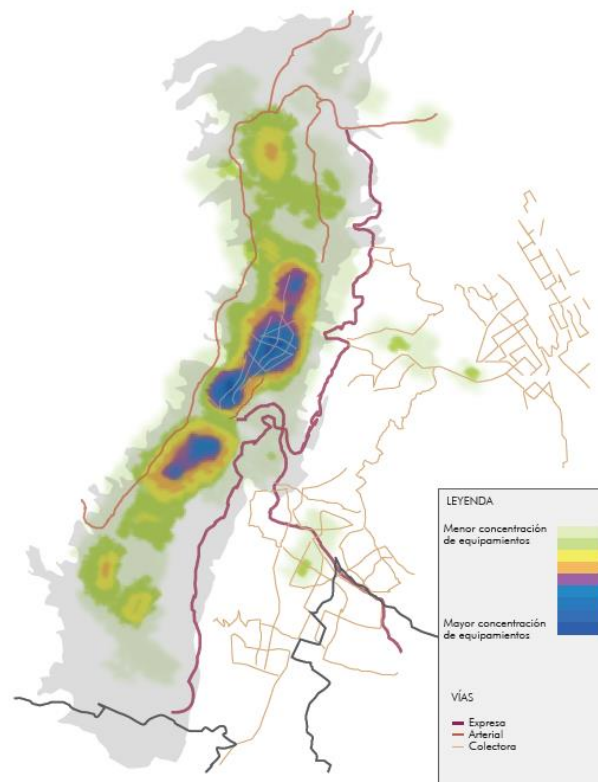 LEYENDA
Menor concentración
de equipamientos
Mayor concentración
de equipamientos
VÍAS
Expresa
Arterial
Colectora